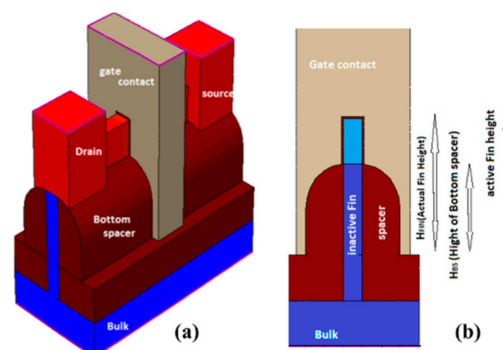 gate
contact
source
Drain
Bottom
spacer
Bulk
(a)
Gate contact
inactive Fin
spacer
Bulk
(b)
HFIN(Actual Fin Height)
HBS (Hight of Bottom spacer)
active Fin height